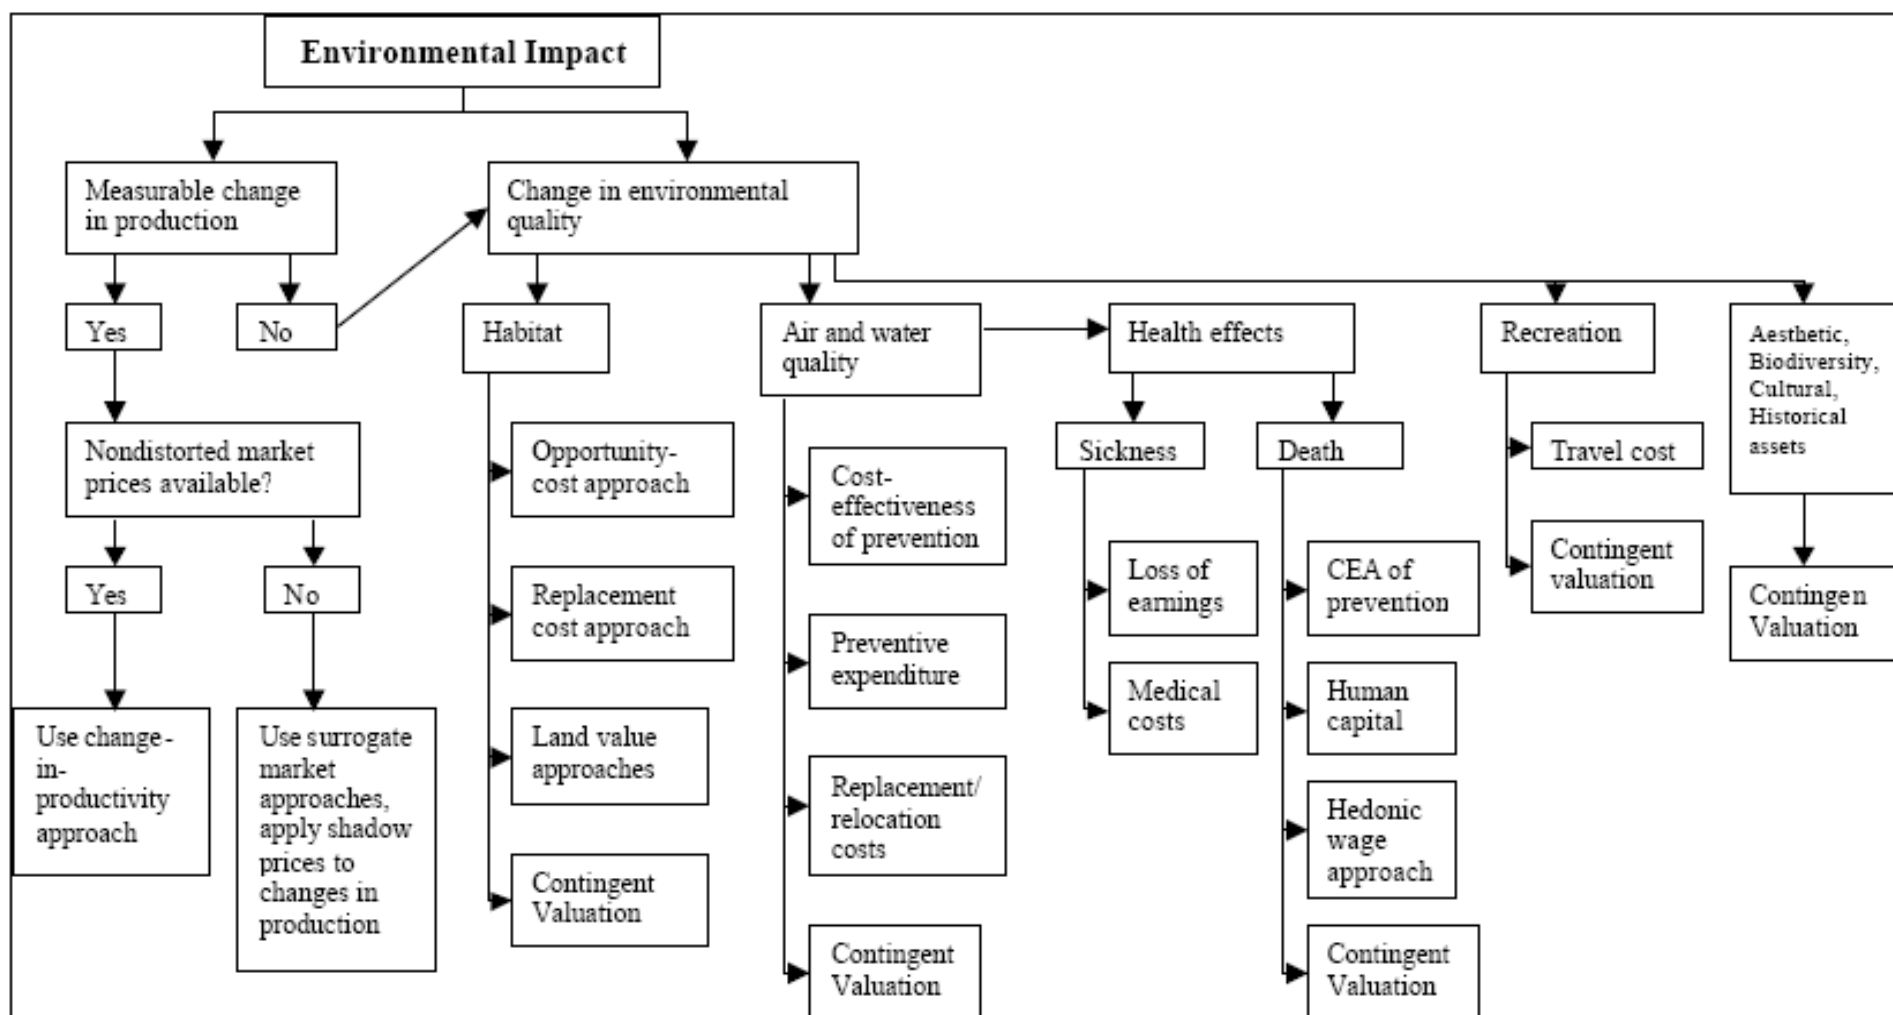 Environmental Impact
Measurable change
in production
Change in environmental
quality
Yes
No
Habitat
Air and water
quality
Health effects
Recreation
Aesthetic,
Biodiversity,
Cultural,
Historical
assets
Nondistorted market
prices available?
Opportunity-
cost approach
Cost-
effectiveness
of prevention
Sickness
Death
Travel cost
Yes
No
Replacement
cost approach
Preventive
expenditure
Loss of
earnings
CEA of
prevention
Contingent
valuation
Contingen
Valuation
Use change-
in-
productivity
approach
Use surrogate
market
approaches,
apply shadow
prices to
changes in
production
Land value
approaches
Replacement/
relocation
costs
Medical
costs
Human
capital
Hedonic
wage
approach
Contingent
Valuation
Contingent
Valuation
Contingent
Valuation